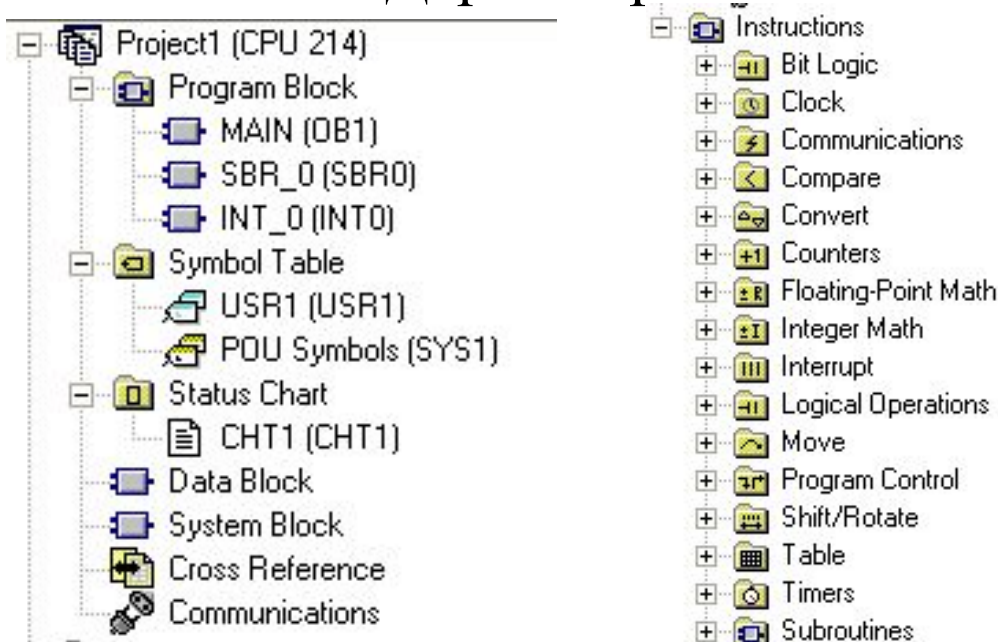 Project1 (CPU 214)
Program Block
MAIN (OB1)
SBR_0 (SBR0)
INT_0 (INT0)
Symbol Table
USR1 (USR1)
POU Symbols (SYS1)
Status Chart
CHT1 (CHT1)
Data Block
System Block
Cross Reference
Communications
Instructions
Bit Logic
Clock
Communications
Compare
Convert
Counters
Floating-Point Math
Integer Math
Interrupt
Logical Operations
Move
Program Control
Shift/Rotate
Table
Timers
Subroutines